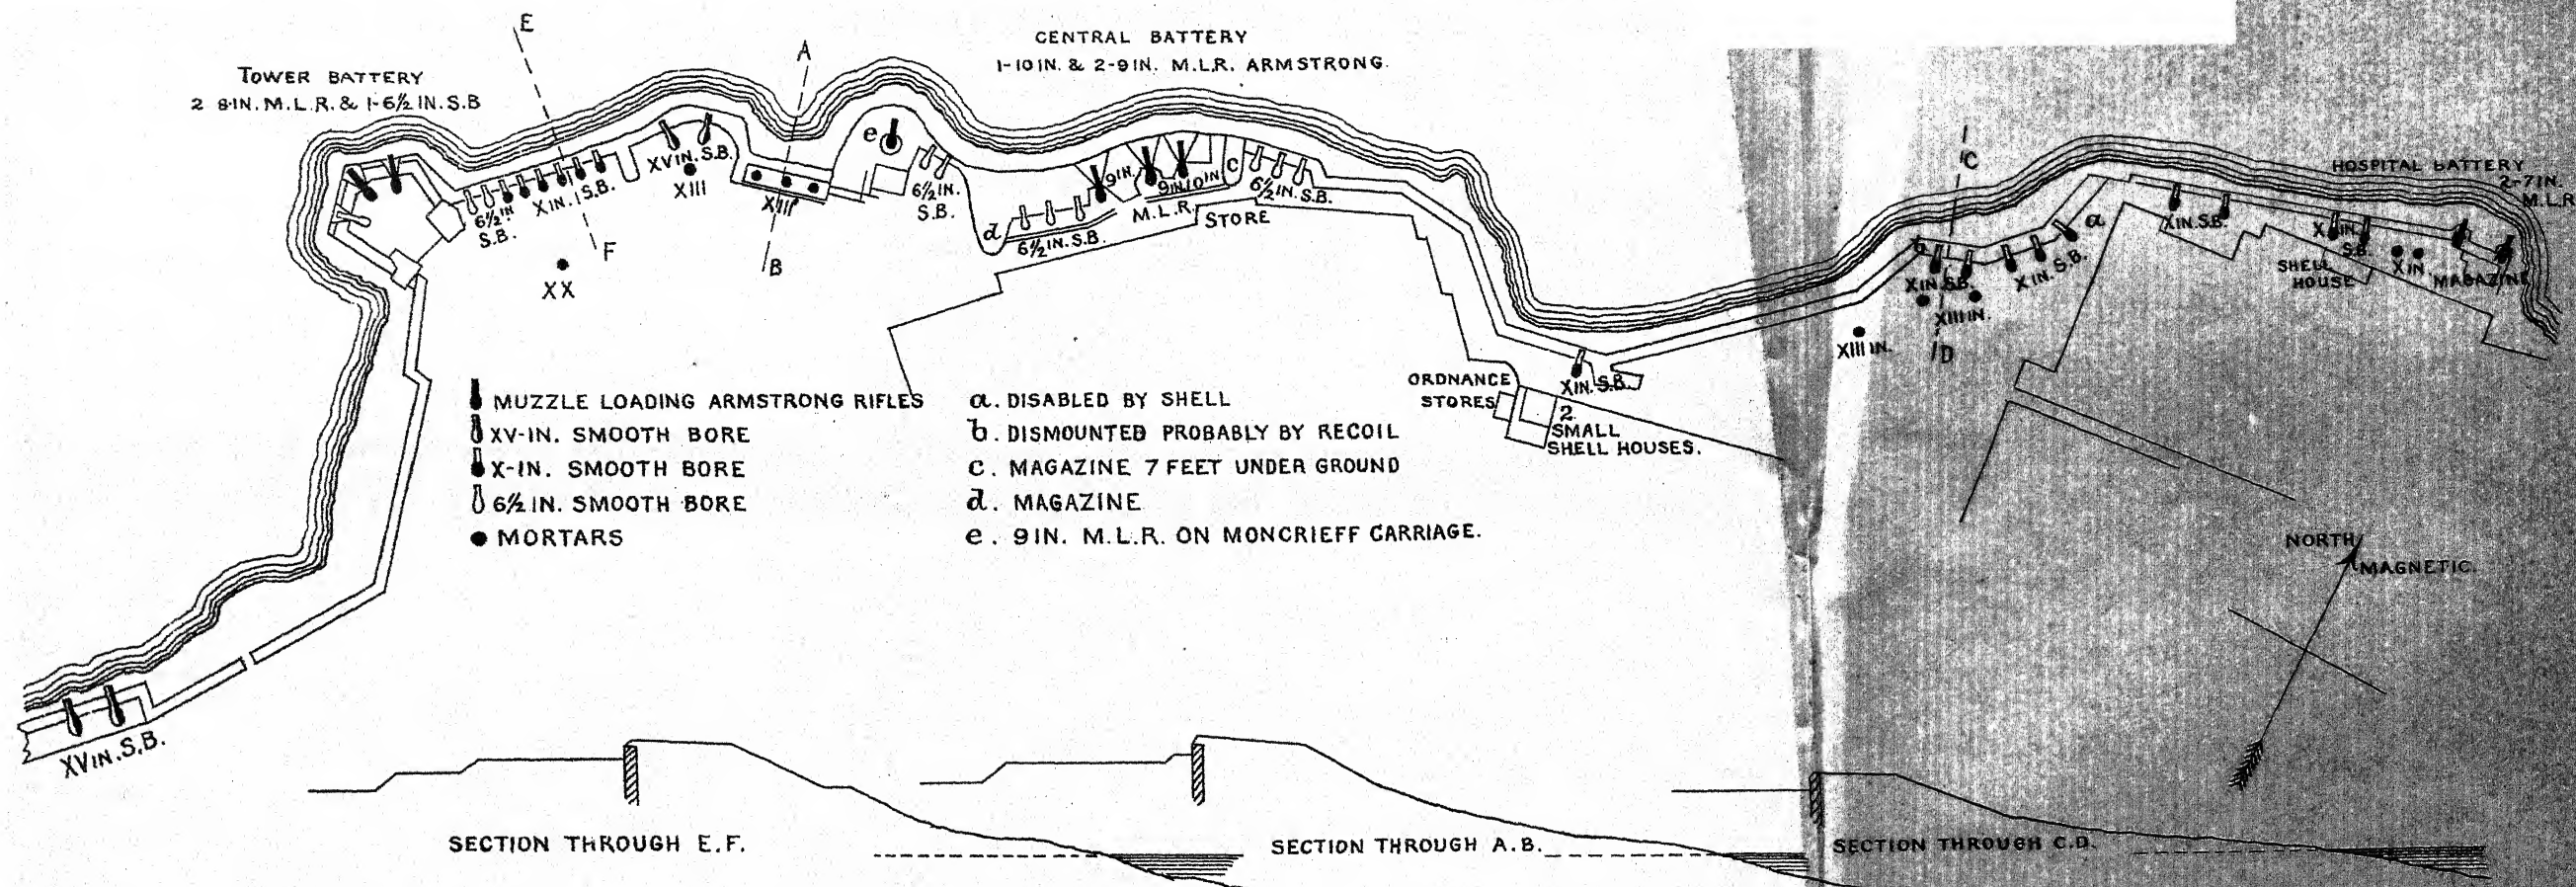 E
A
CENTRAL BATTERY
1-10 IN. & 2-9 IN. M.L.R. ARMSTRONG.
TOWER BATTERY
2 8-IN. M.L.R. & 1-6½ IN. S.B
6½ IN
S.B.
X IN. S.B.
F
XX
XV IN. S.B.
XIII
XIII
B
e
6½ IN.
S.B.
d
6½ IN. S.B.
9 IN.
9 IN.
10 IN
M.L.R.
STORE
C
6½ IN.
S.B.
C
HOSPITAL BATTERY
2-7 IN.
M.L.R
b
X IN. S.B.
XIII IN.
XIII IN.
D
X IN. S.B.
a
X IN. S.B.
X IN.
S.B.
X IN
SHELL
HOUSE
MAGAZINE
X IN. S.B.
ORDNANCE
STORES
2
SMALL
SHELL HOUSES.
MUZZLE LOADING ARMSTRONG RIFLES
XV-IN. SMOOTH BORE
X-IN. SMOOTH BORE
6½ IN. SMOOTH BORE
MORTARS
a. DISABLED BY SHELL
b. DISMOUNTED PROBABLY BY RECOIL
C. MAGAZINE 7 FEET UNDER GROUND
d. MAGAZINE
e. 9 IN. M.L.R. ON MONCRIEFF CARRIAGE.
NORTH
MAGNETIC.
XV IN. S.B.
SECTION THROUGH E.F.
SECTION THROUGH A.B.
SECTION THROUGH C.D.